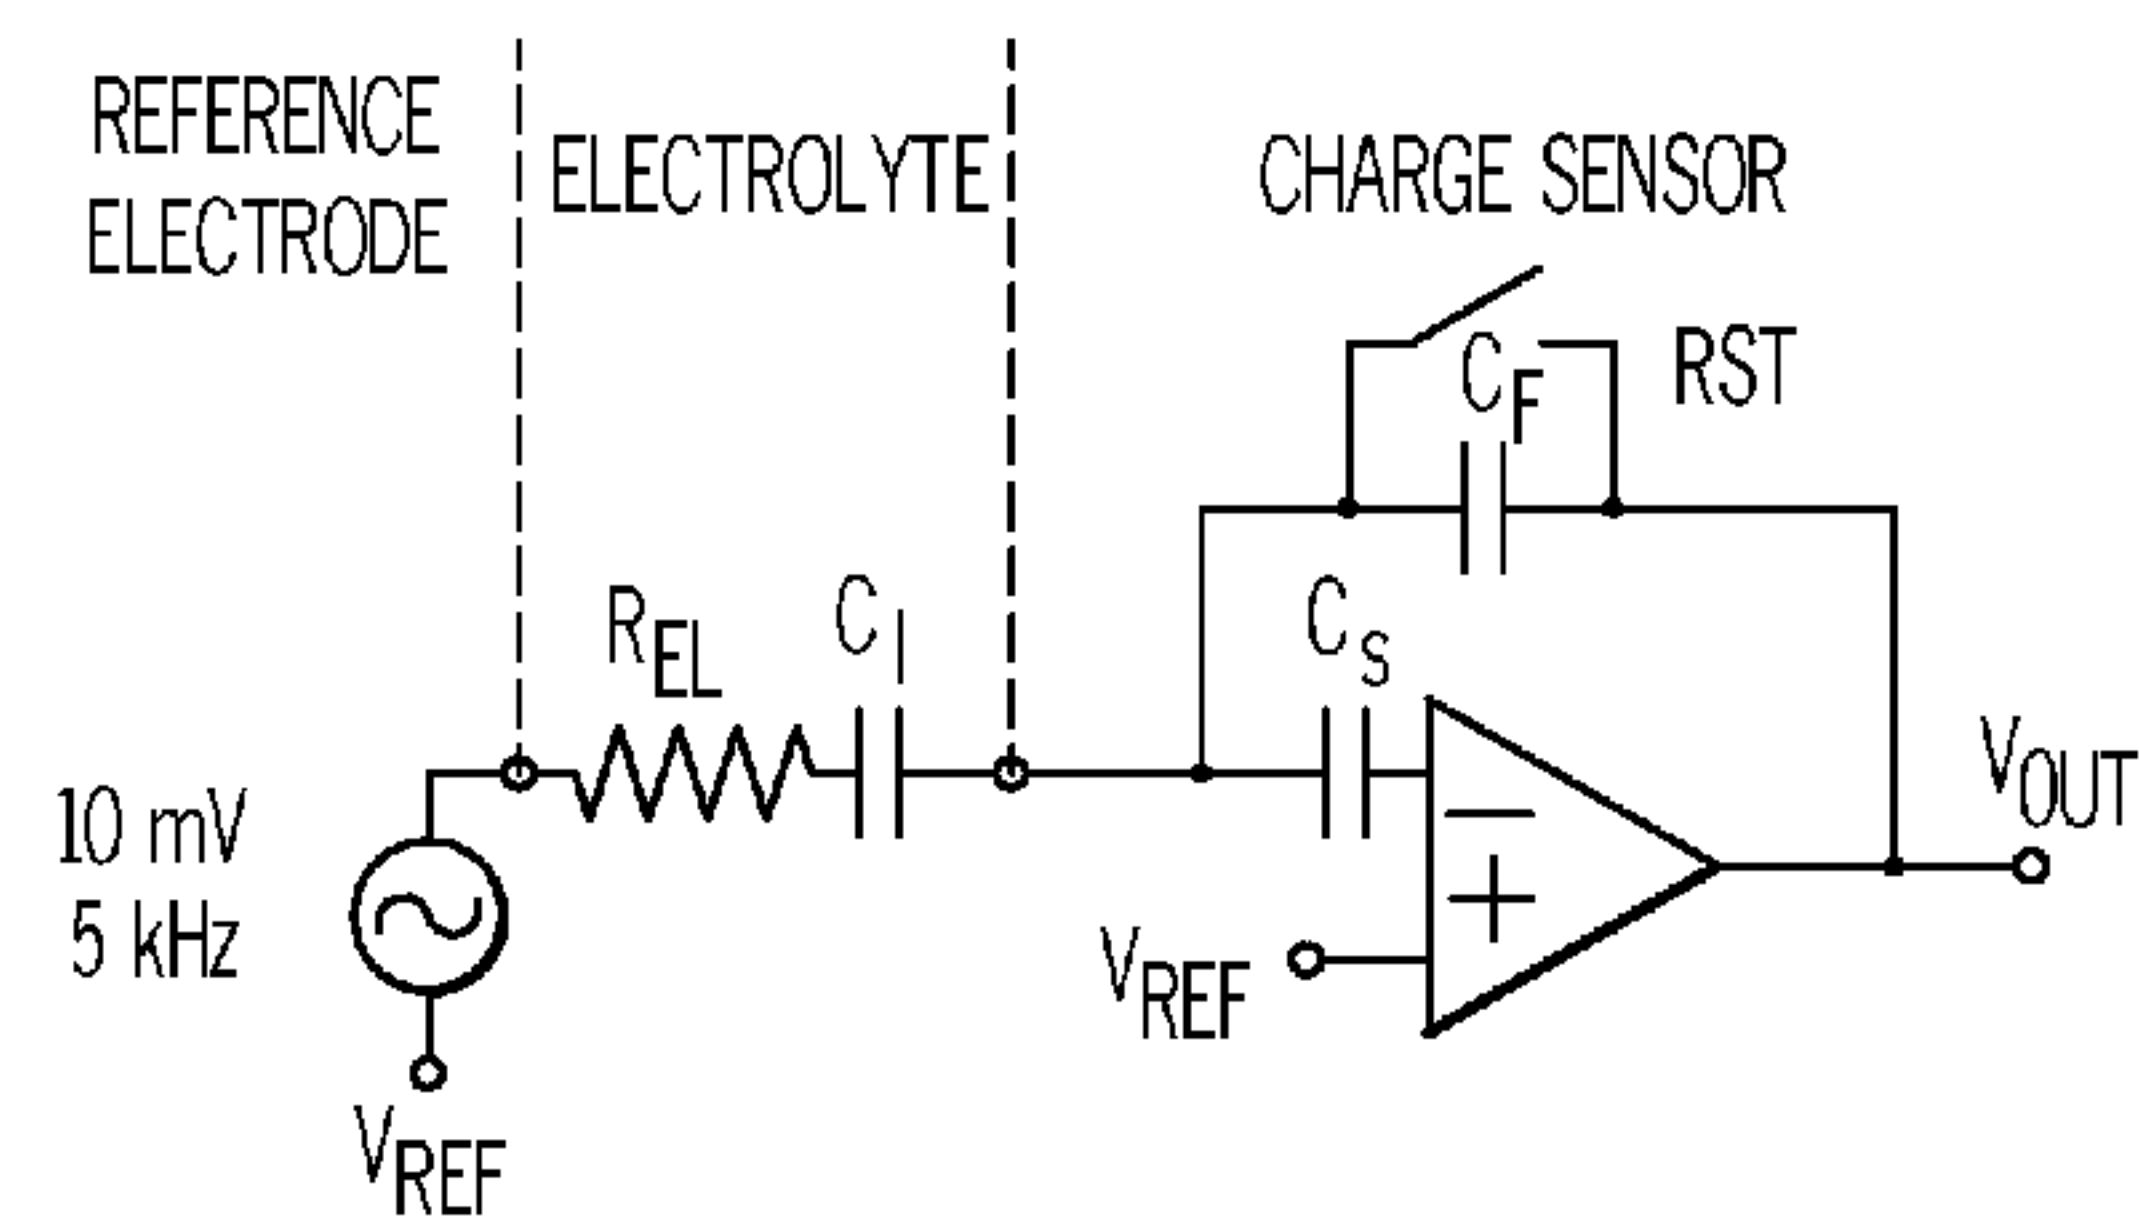 REFERENCE
ELECTRODE
ELECTROLYTE
CHARGE SENSOR
RST
CF
REL
CI
CS
10 mV
5 kHz
VREF
VREF
VOUT